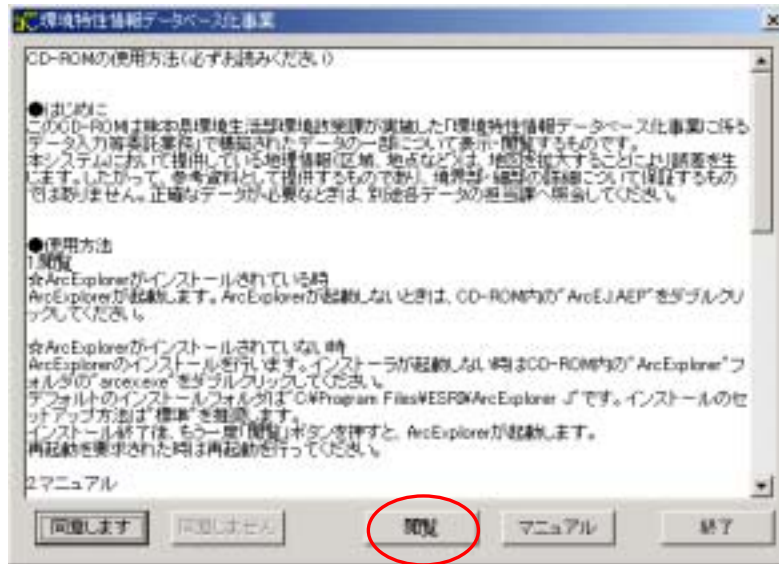 環境特性情報データベース化事業
CD-ROMの使用方法(必ずお読みください)
●はじめに
このCD-ROMは熊本県環境生活部環境政策課が実施した「環境特性情報データベース化事業に係る
データ入力等委託業務」で構築されたデータの一部について表示・閲覧するものです。
本システムにおいて提供している地理情報(区域、地点など)は、地図を拡大することにより誤差を生
じます。したがって、参考資料として提供するものであり、境界部・細部の詳細について保証するもの
ではありません。正確なデータが必要なときは、別途各データの担当課へ照会してください。
●使用方法
1.閲覧
☆ArcExplorerがインストールされている時
ArcExplorerが起動します。ArcExplorerが起動しないときは、CD-ROM内の"ArcEJ.AEP"をダブルクリ
ックしてください。
☆ArcExplorerがインストールされていない時
ArcExplorerのインストールを行います。インストーラが起動しない時はCD-ROM内の"ArcExplorer"フ
ォルダの"arcex.exe"をダブルクリックしてください。
デフォルトのインストールフォルダは"C:¥Program Files¥ESRI¥ArcExplorer J"です。インストールのセ
ットアップ方法は"標準"を推奨します。
インストール終了後、もう一度「閲覧」ボタンを押すと、ArcExplorerが起動します。
再起動を要求された時は再起動を行ってください。
2.マニュアル
同意します 同意しません 閲覧 マニュアル 終了